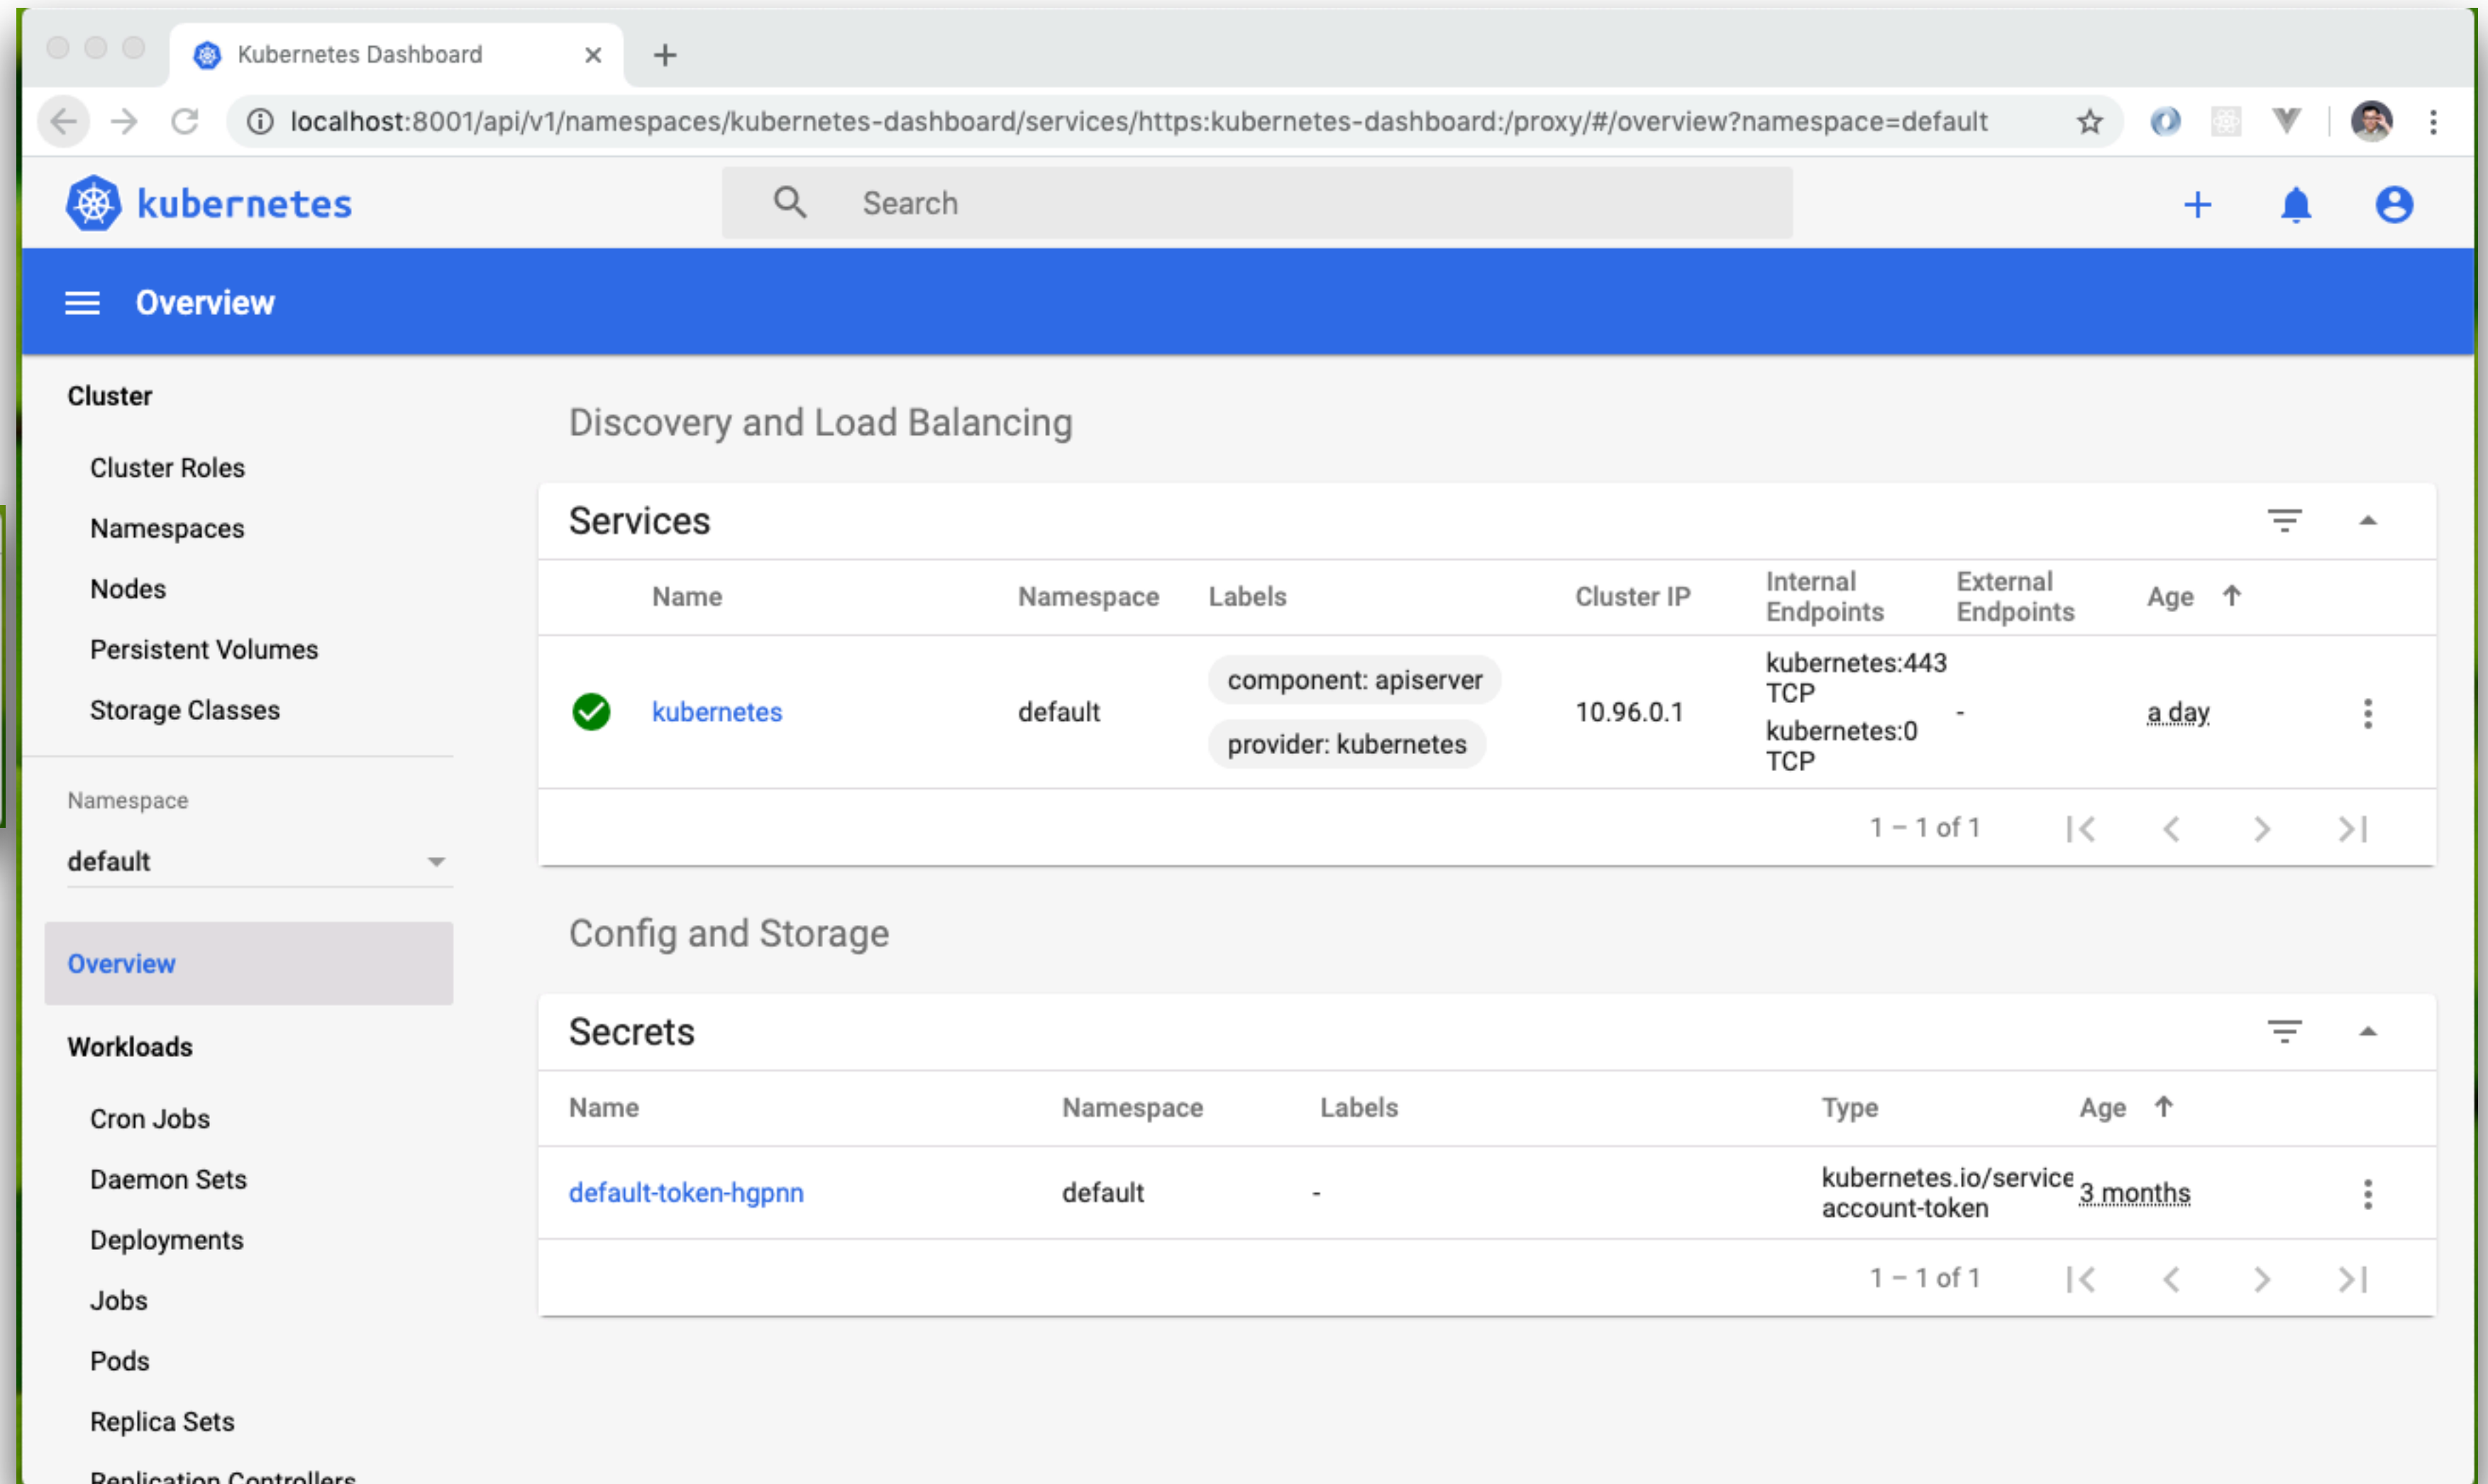 Kubernetes Dashboard
localhost:8001/api/v1/namespaces/kubernetes-dashboard/services/https:kubernetes-dashboard:/proxy/#/overview?namespace=default
kubernetes
Search
Overview
Cluster
Cluster Roles
Namespaces
Nodes
Persistent Volumes
Storage Classes
Namespace
default
Overview
Workloads
Cron Jobs
Daemon Sets
Deployments
Jobs
Pods
Replica Sets
Replication Controllers
Discovery and Load Balancing
Services
Name Namespace Labels Cluster IP Internal Endpoints External Endpoints Age
kubernetes default component: apiserver provider: kubernetes 10.96.0.1 kubernetes:443 TCP kubernetes:0 TCP - a day
1 – 1 of 1
Config and Storage
Secrets
Name Namespace Labels Type Age
default-token-hgpnn default - kubernetes.io/service account-token 3 months
1 – 1 of 1